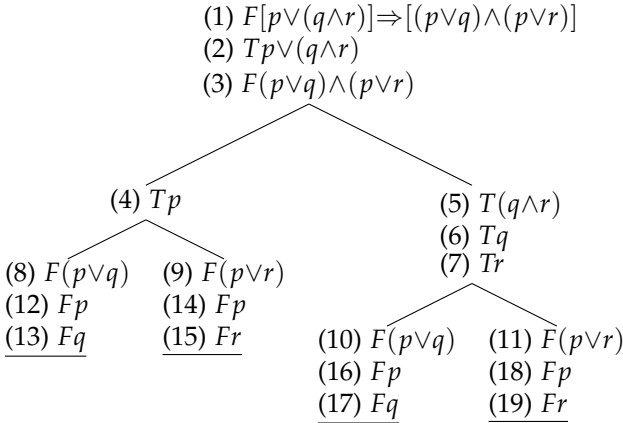 (1) F[p∨(q∧r)]⇒[(p∨q)∧(p∨r)]
(2) Tp∨(q∧r)
(3) F(p∨q)∧(p∨r)
(4) Tp
(5) T(q∧r)
(6) Tq
(7) Tr
(8) F(p∨q) (9) F(p∨r)
(12) Fp (14) Fp
(13) Fq (15) Fr
(10) F(p∨q) (11) F(p∨r)
(16) Fp (18) Fp
(17) Fq (19) Fr